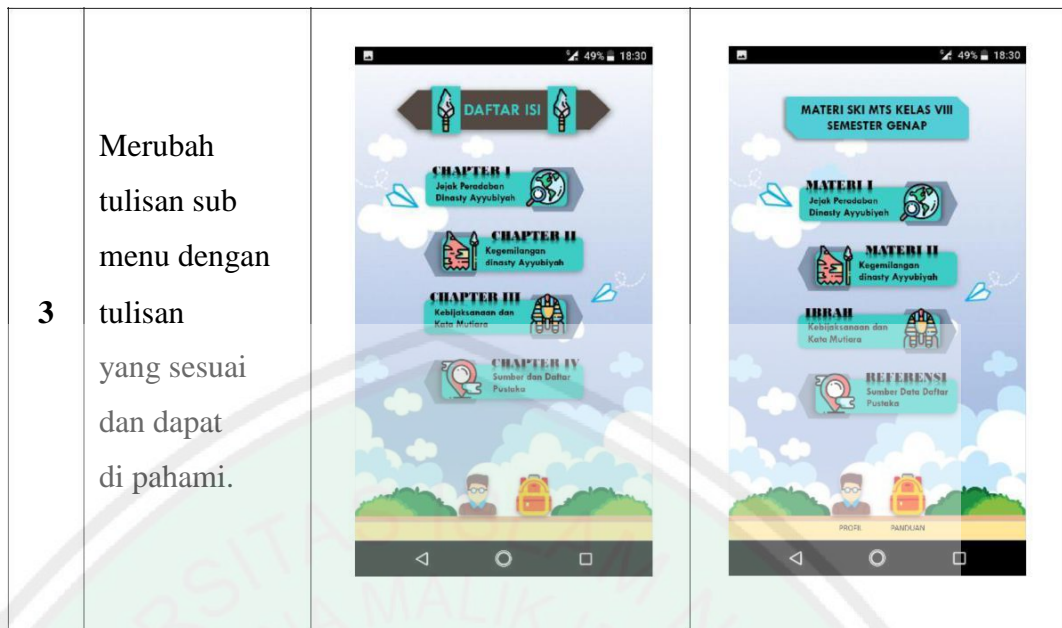 3
Merubah
tulisan sub
menu dengan
tulisan
yang sesuai
dan dapat
di pahami.
49% 18:30
DAFTAR ISI
CHAPTER I
Jejak Peradaban
Dinasty Ayyubiyah
CHAPTER II
Kegemilangan
dinasty Ayyubiyah
CHAPTER III
Kebijaksanaan dan
Kata Mutiara
CHAPTER IV
Sumber dan Daftar
Pustaka
49% 18:30
MATERI SKI MTS KELAS VIII
SEMESTER GENAP
MATERI I
Jejak Peradaban
Dinasty Ayyubiyah
MATERI II
Kegemilangan
dinasty Ayyubiyah
IBRAH
Kebijaksanaan dan
Kata Mutiara
REFERENSI
Sumber Data Daftar
Pustaka
PROFIL PANDUAN